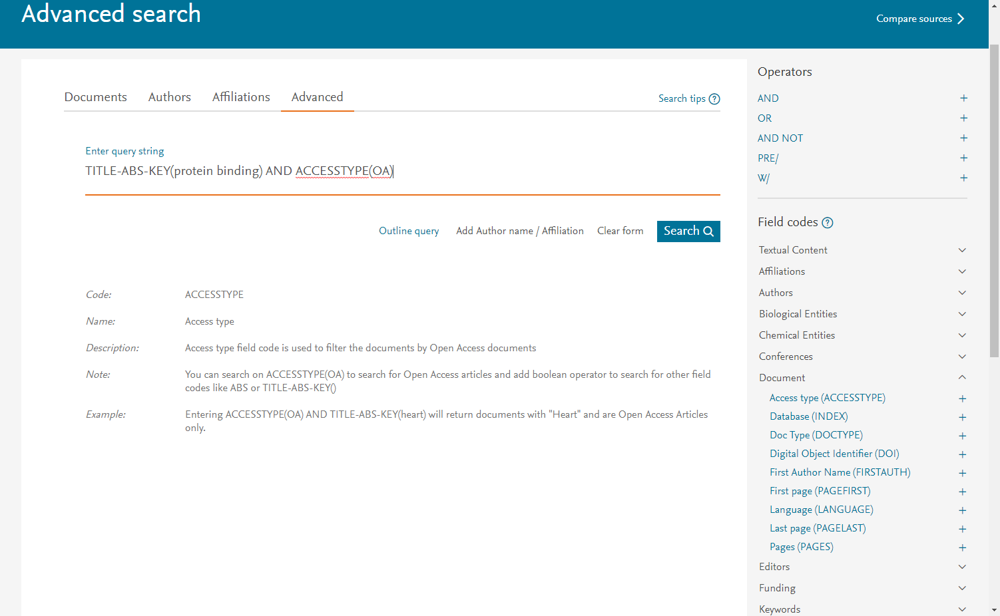 Advanced search
Compare sources
Documents
Authors
Affiliations
Advanced
Search tips
Enter query string
TITLE-ABS-KEY(protein binding) AND ACCESSTYPE(OA)
Outline query
Add Author name / Affiliation
Clear form
Search
Code: ACCESSTYPE
Name: Access type
Description: Access type field code is used to filter the documents by Open Access documents
Note: You can search on ACCESSTYPE(OA) to search for Open Access articles and add boolean operator to search for other field
codes like ABS or TITLE-ABS-KEY()
Example: Entering ACCESSTYPE(OA) AND TITLE-ABS-KEY(heart) will return documents with "Heart" and are Open Access Articles
only.
Operators
AND +
OR +
AND NOT +
PRE/ +
W/ +
Field codes
Textual Content
Affiliations
Authors
Biological Entities
Chemical Entities
Conferences
Document
Access type (ACCESSTYPE) +
Database (INDEX) +
Doc Type (DOCTYPE) +
Digital Object Identifier (DOI) +
First Author Name (FIRSTAUTH) +
First page (PAGEFIRST) +
Language (LANGUAGE) +
Last page (PAGELAST) +
Pages (PAGES) +
Editors
Funding
Keywords